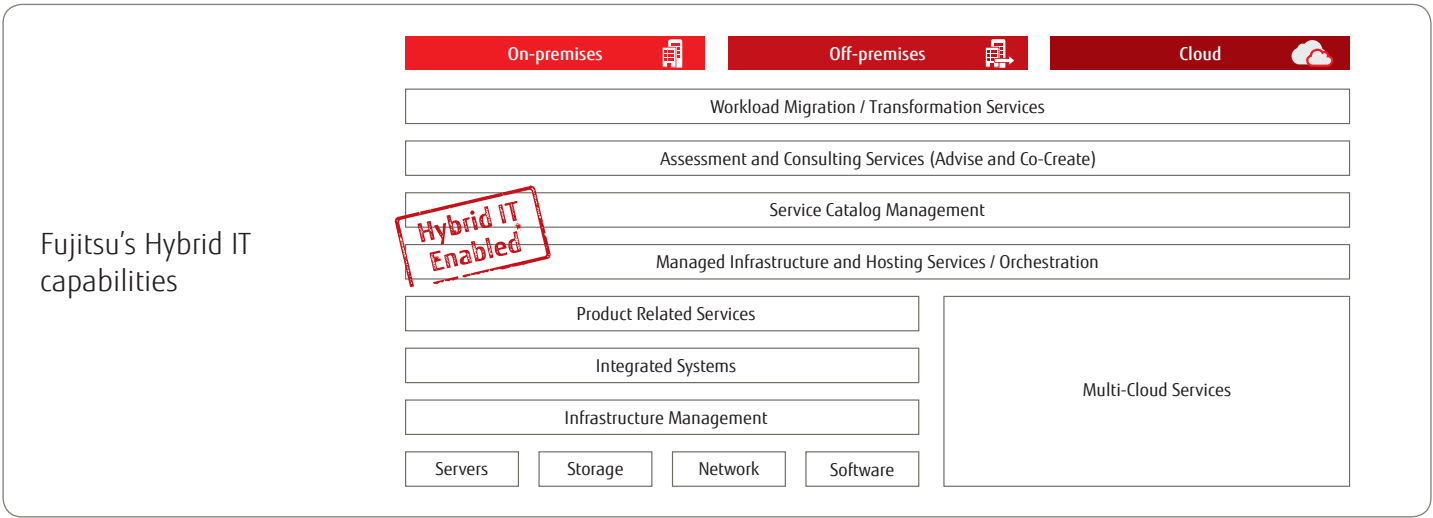 On-premises
Off-premises
Cloud
Workload Migration / Transformation Services
Assessment and Consulting Services (Advise and Co-Create)
Service Catalog Management
Hybrid IT
Enabled
Managed Infrastructure and Hosting Services / Orchestration
Fujitsu's Hybrid IT
capabilities
Product Related Services
Integrated Systems
Infrastructure Management
Multi-Cloud Services
Servers
Storage
Network
Software